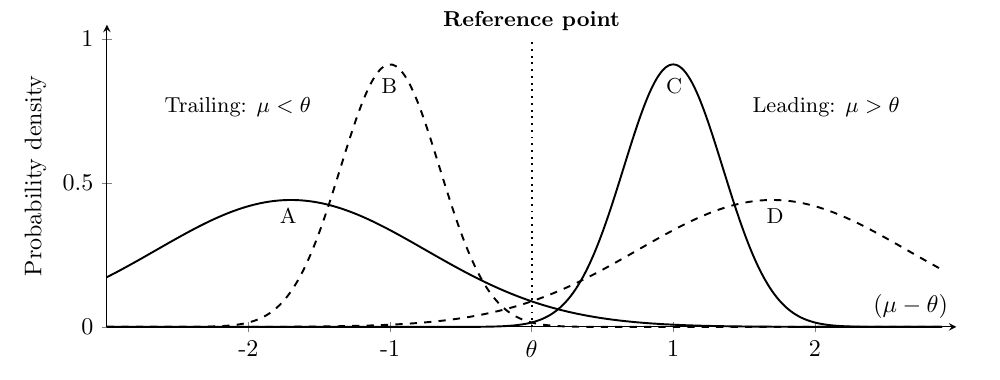 Reference point
1
B
C
Trailing: μ < θ
Leading: μ > θ
Probability density
0.5
A
D
(μ − θ)
0
-2
-1
θ
1
2